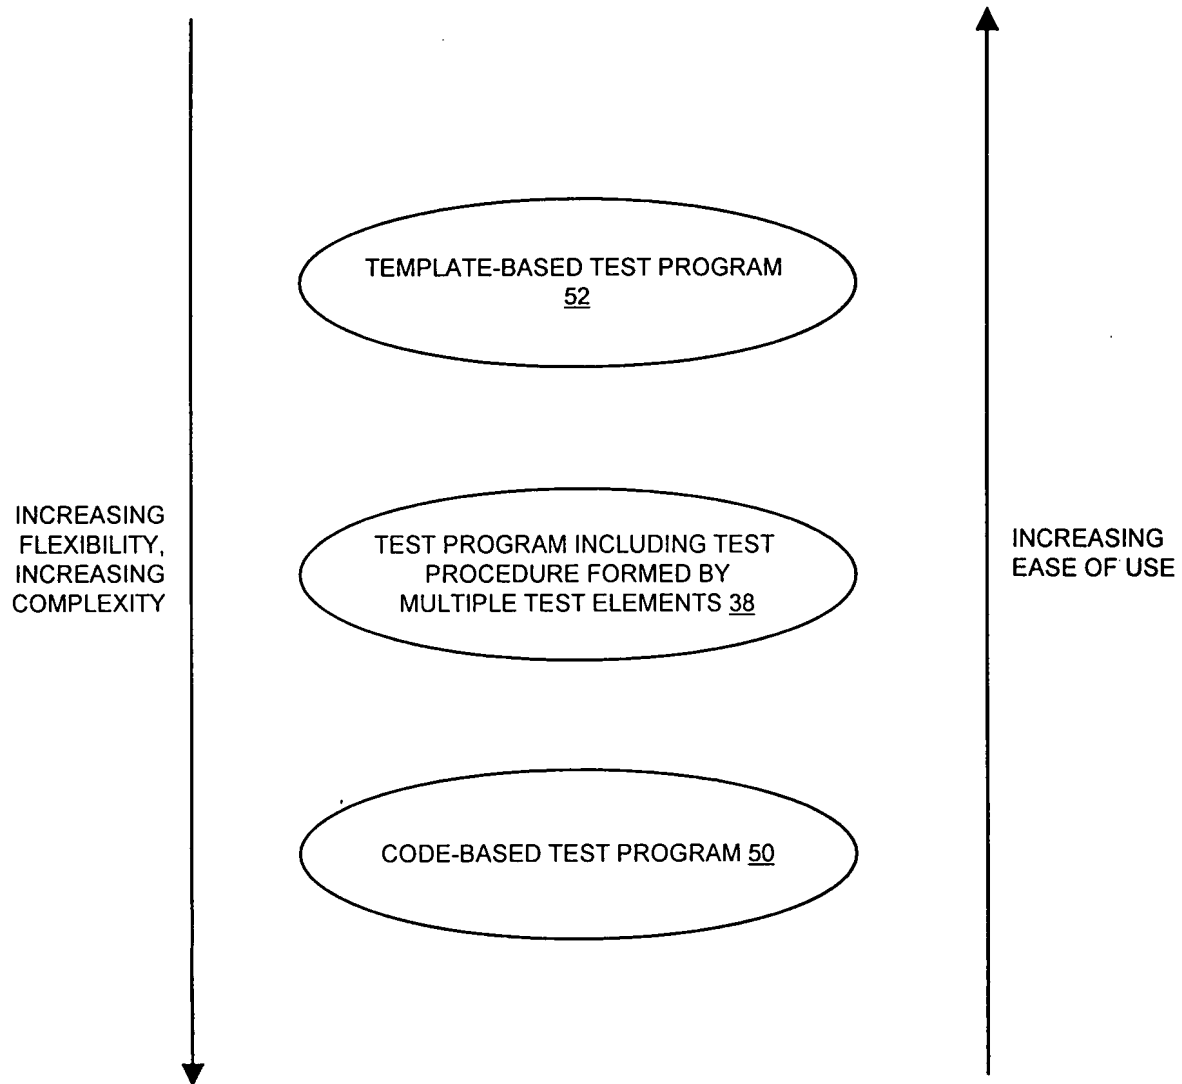 TEMPLATE-BASED TEST PROGRAM
52
INCREASING
FLEXIBILITY,
INCREASING
COMPLEXITY
TEST PROGRAM INCLUDING TEST
PROCEDURE FORMED BY
MULTIPLE TEST ELEMENTS 38
INCREASING
EASE OF USE
CODE-BASED TEST PROGRAM 50